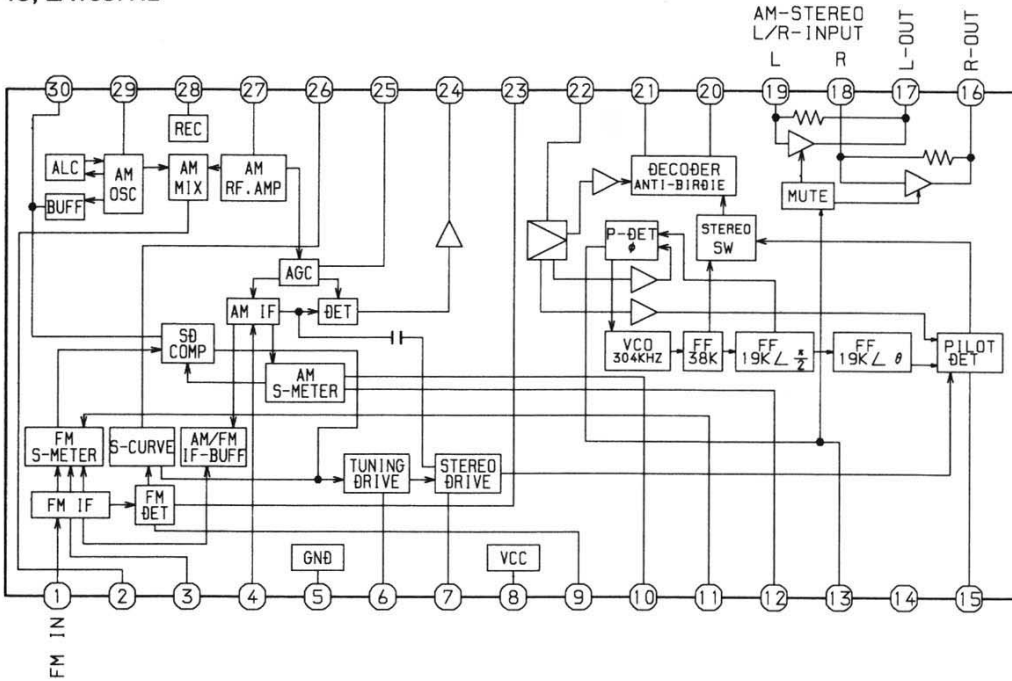 AM-STEREO
L/R-INPUT
L R L-OUT R-OUT
30 29 28 27 26 25 24 23 22 21 20 19 18 17 16
REC
ALC
AM
OSC
AM
MIX
AM
RF.AMP
BUFF
DECODER
ANTI-BIRDIE
MUTE
P-DET
φ
STEREO
SW
AGC
AM IF
DET
SD
COMP
AM
S-METER
VCO
304KHZ
FF
38K
FF
19K∠ π/2
FF
19K∠ θ
PILOT
DET
FM
S-METER
S-CURVE
AM/FM
IF-BUFF
TUNING
DRIVE
STEREO
DRIVE
FM IF
FM
DET
GND
VCC
1 2 3 4 5 6 7 8 9 10 11 12 13 14 15
FM IN